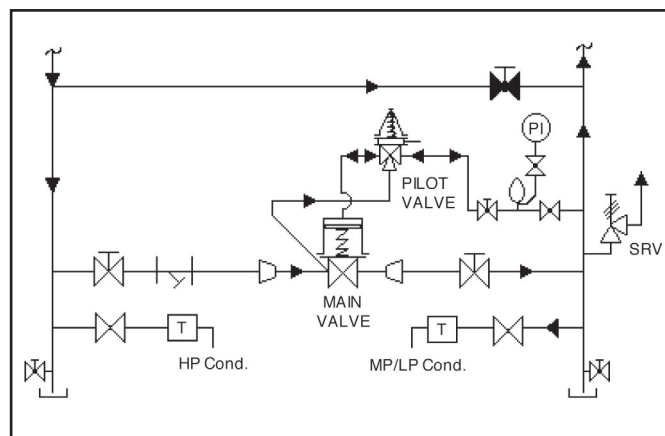 PI
PILOT
VALVE
SRV
MAIN
VALVE
T
HP Cond.
T
MP/LP Cond.